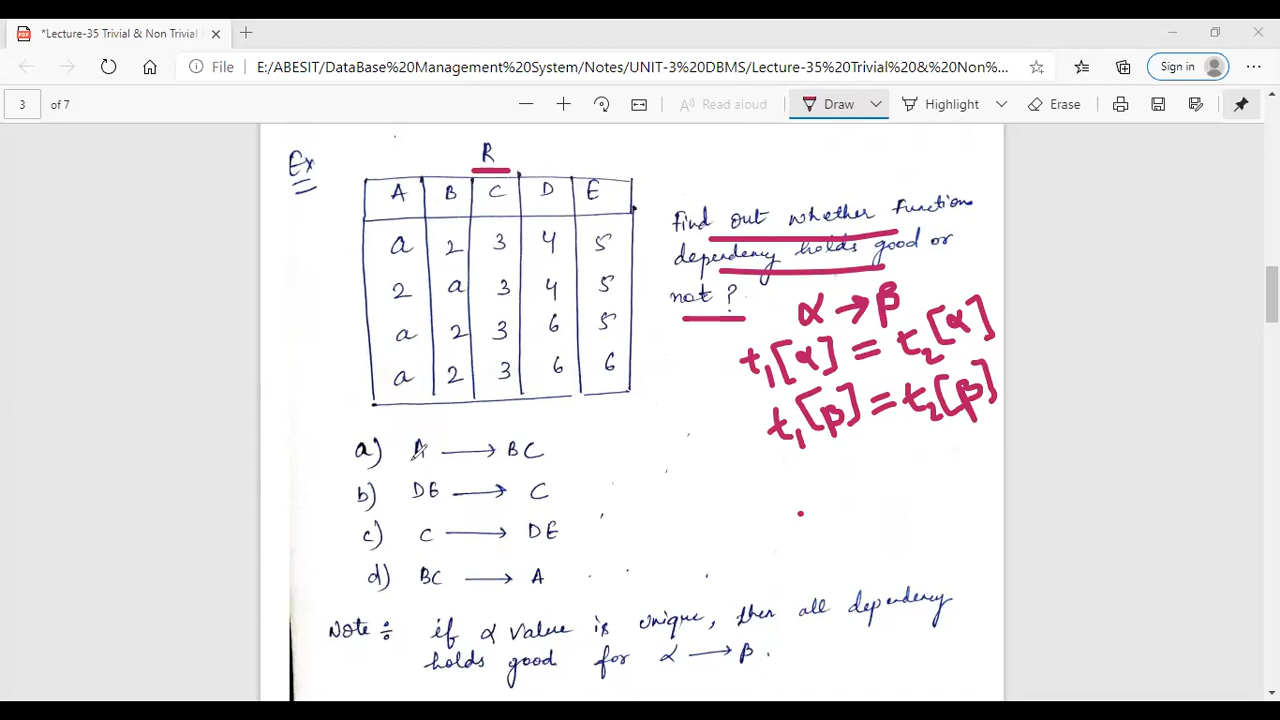 *Lecture-35 Trivial & Non Trivial
File E:/ABESIT/DataBase%20Management%20System/Notes/UNIT-3%20DBMS/Lecture-35%20Trivial%20&%20Non%...
Sign in
3 of 7
Read aloud
Draw
Highlight
Erase
Ex
R
A B C D E
a 2 3 4 5
2 a 3 4 5
a 2 3 6 5
a 2 3 6 6
Find out whether function
dependency holds good or
not ?
α → β
t1[α] = t2[α]
t1[β] = t2[β]
a) A → BC
b) DE → C
c) C → DE
d) BC → A
Note : if α value is unique, then all dependency
holds good for α → β .